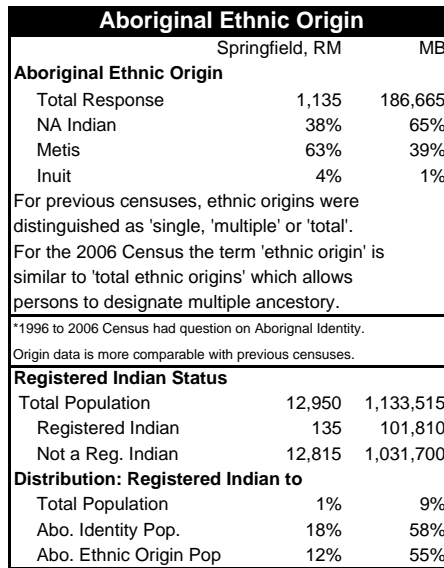 Aboriginal Ethnic Origin
Springfield, RM MB
Aboriginal Ethnic Origin
Total Response 1,135 186,665
NA Indian 38% 65%
Metis 63% 39%
Inuit 4% 1%
For previous censuses, ethnic origins were
distinguished as 'single, 'multiple' or 'total'.
For the 2006 Census the term 'ethnic origin' is
similar to 'total ethnic origins' which allows
persons to designate multiple ancestory.
*1996 to 2006 Census had question on Aborignal Identity.
Origin data is more comparable with previous censuses.
Registered Indian Status
Total Population 12,950 1,133,515
Registered Indian 135 101,810
Not a Reg. Indian 12,815 1,031,700
Distribution: Registered Indian to
Total Population 1% 9%
Abo. Identity Pop. 18% 58%
Abo. Ethnic Origin Pop 12% 55%